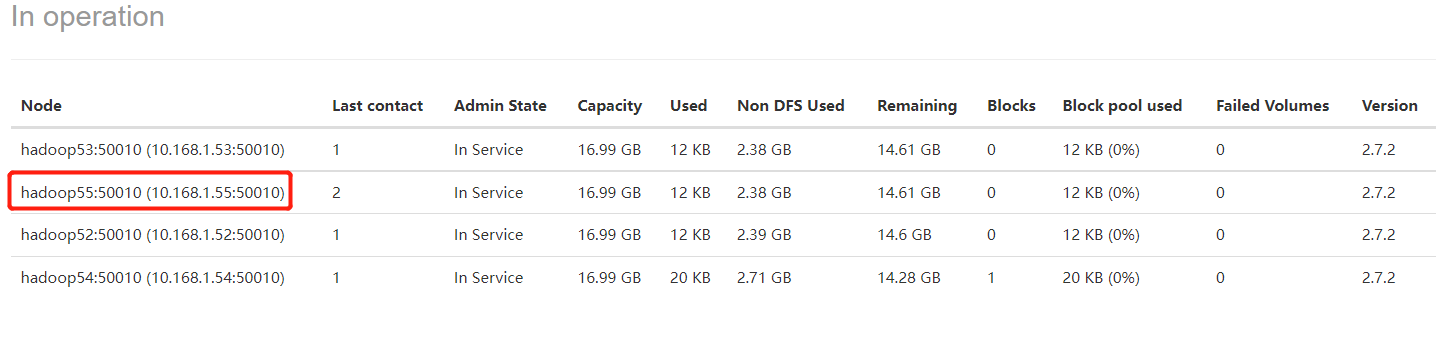 In operation
Node Last contact Admin State Capacity Used Non DFS Used Remaining Blocks Block pool used Failed Volumes Version
hadoop53:50010 (10.168.1.53:50010) 1 In Service 16.99 GB 12 KB 2.38 GB 14.61 GB 0 12 KB (0%) 0 2.7.2
hadoop55:50010 (10.168.1.55:50010) 2 In Service 16.99 GB 12 KB 2.38 GB 14.61 GB 0 12 KB (0%) 0 2.7.2
hadoop52:50010 (10.168.1.52:50010) 1 In Service 16.99 GB 12 KB 2.39 GB 14.6 GB 0 12 KB (0%) 0 2.7.2
hadoop54:50010 (10.168.1.54:50010) 1 In Service 16.99 GB 20 KB 2.71 GB 14.28 GB 1 20 KB (0%) 0 2.7.2